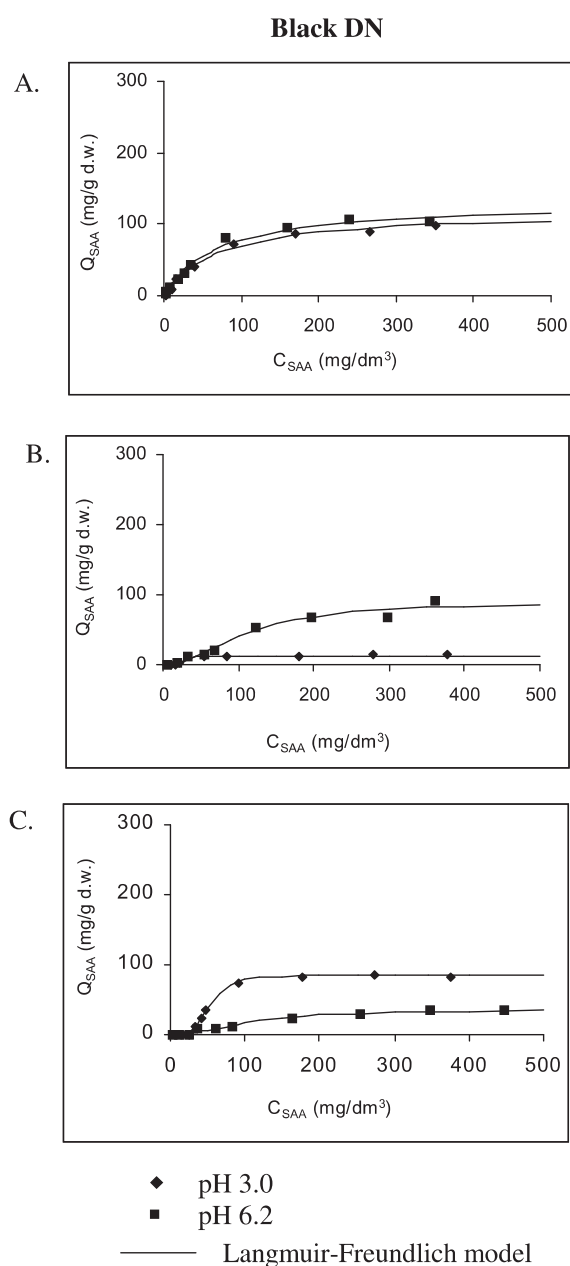 Black DN
A.
300
200
100
0
Q_SAA (mg/g d.w.)
0 100 200 300 400 500
C_SAA (mg/dm³)
B.
300
200
100
0
Q_SAA (mg/g d.w.)
0 100 200 300 400 500
C_SAA (mg/dm³)
C.
300
200
100
0
Q_SAA (mg/g d.w.)
0 100 200 300 400 500
C_SAA (mg/dm³)
pH 3.0
pH 6.2
Langmuir-Freundlich model